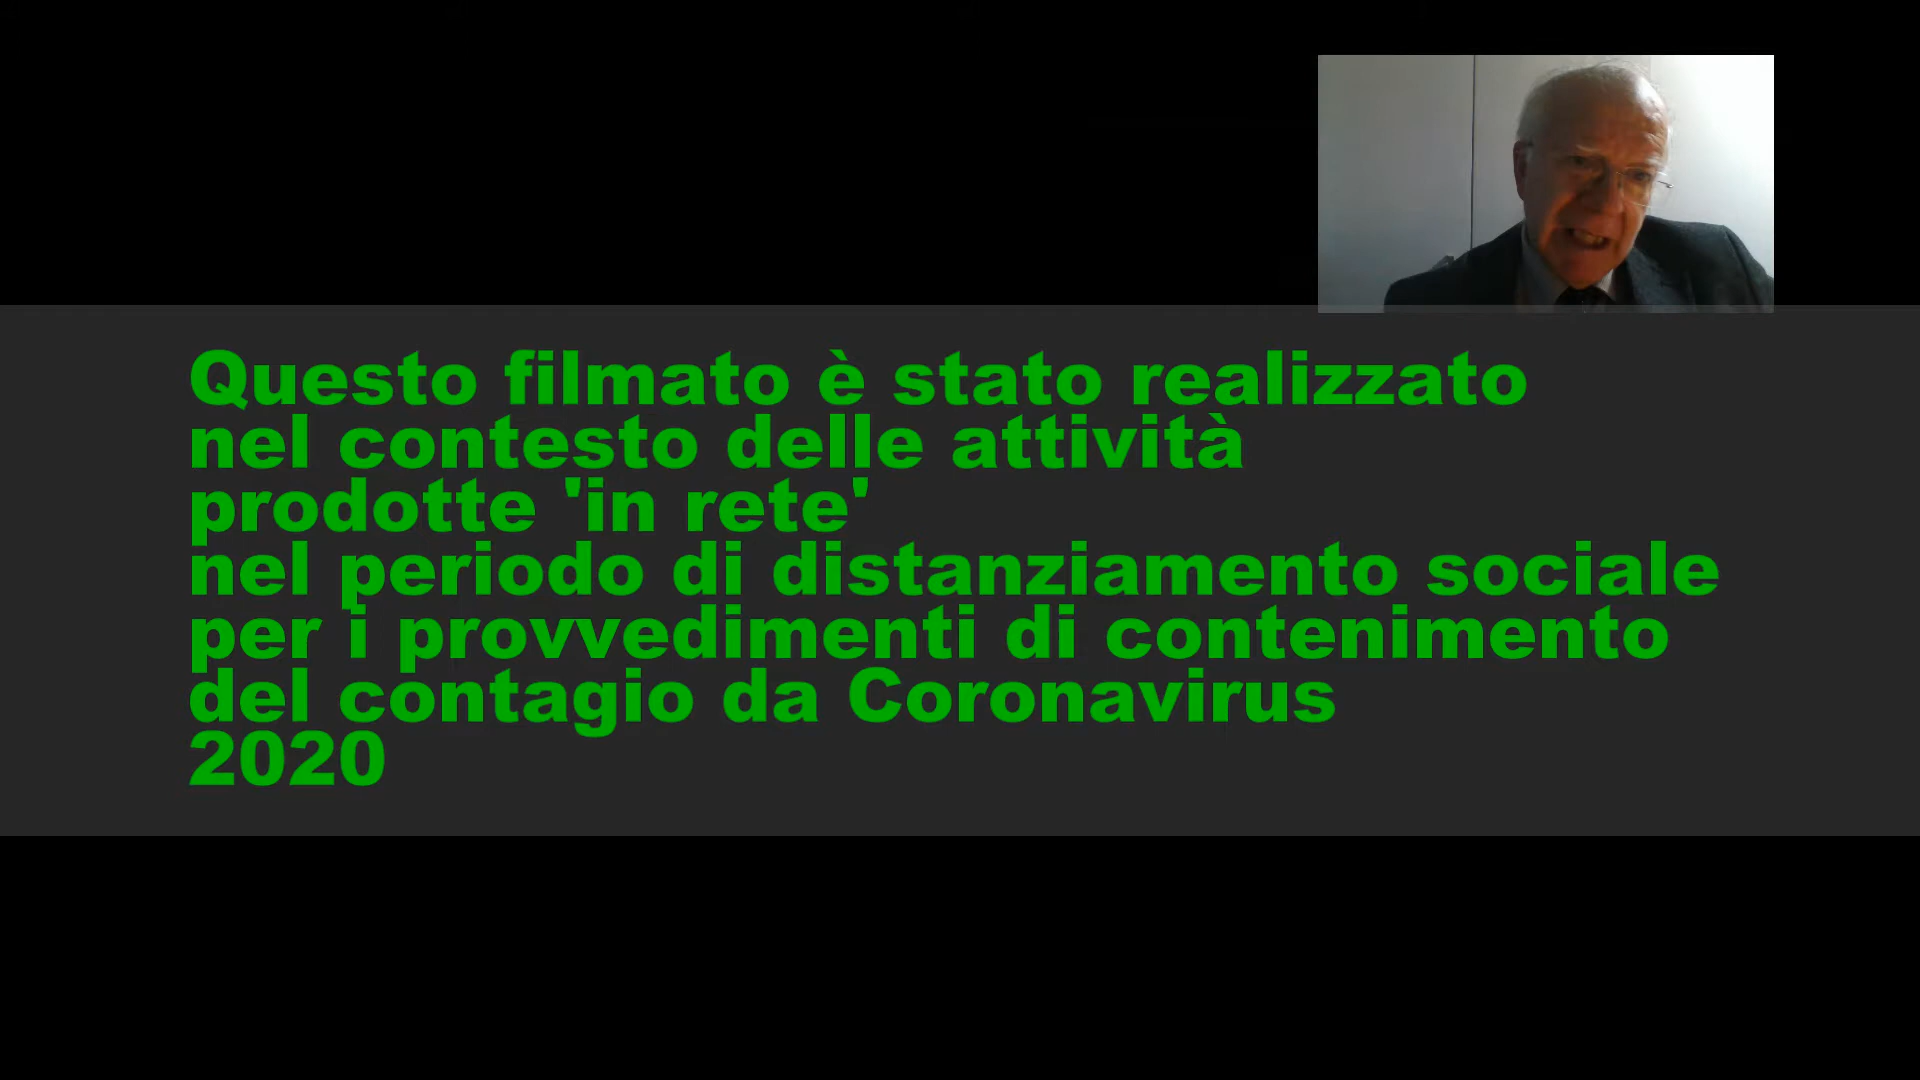 Questo filmato è stato realizzato
nel contesto delle attività
prodotte 'in rete'
nel periodo di distanziamento sociale
per i provvedimenti di contenimento
del contagio da Coronavirus
2020